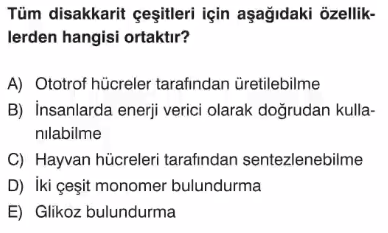 Tüm disakkarit çeşitleri için aşağıdaki özellik-
lerden hangisi ortaktır?
A) Ototrof hücreler tarafından üretilebilme
B) İnsanlarda enerji verici olarak doğrudan kulla-
nılabilme
C) Hayvan hücreleri tarafından sentezlenebilme
D) İki çeşit monomer bulundurma
E) Glikoz bulundurma